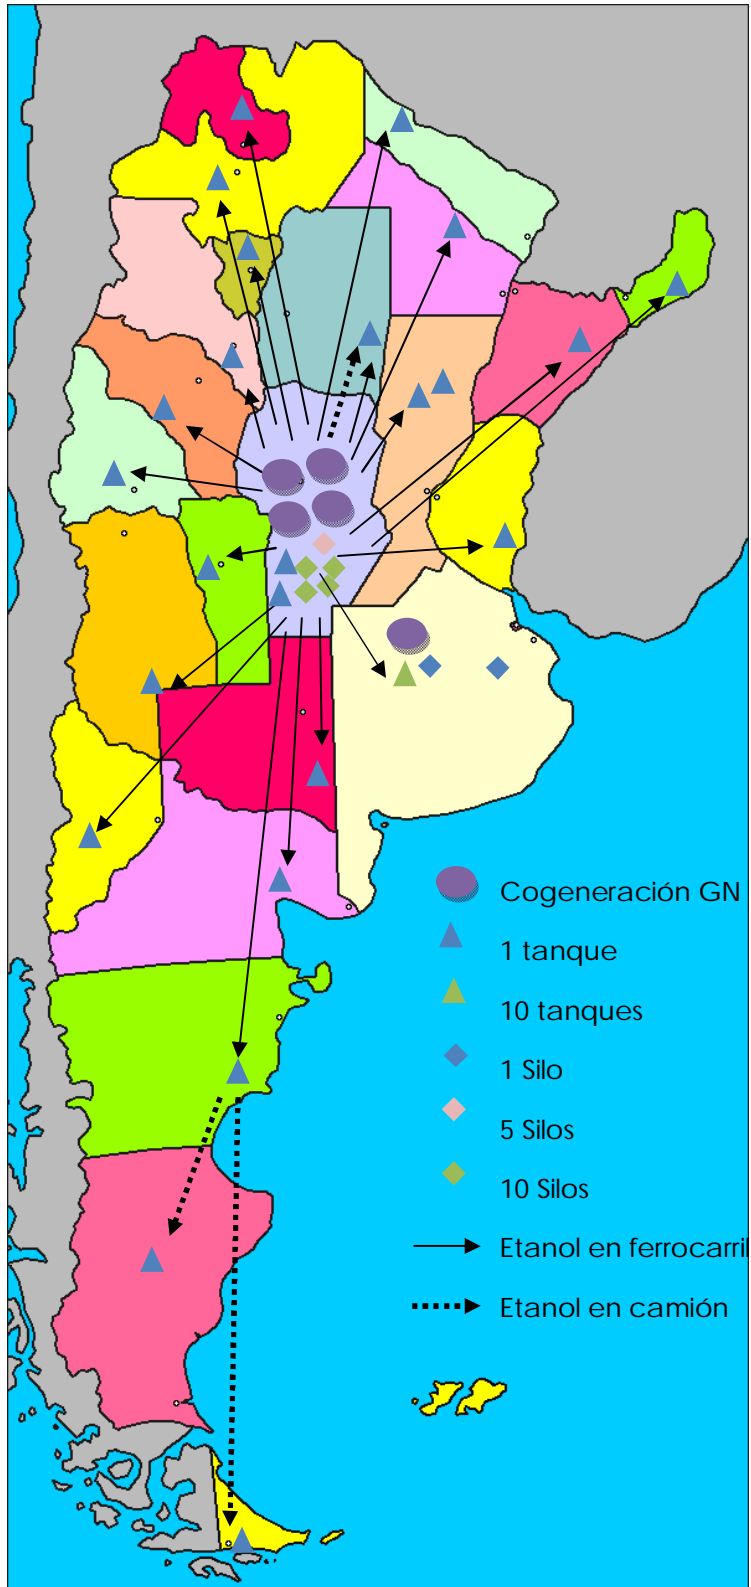 Cogeneración GN
1 tanque
10 tanques
1 Silo
5 Silos
10 Silos
Etanol en ferrocarril
Etanol en camión